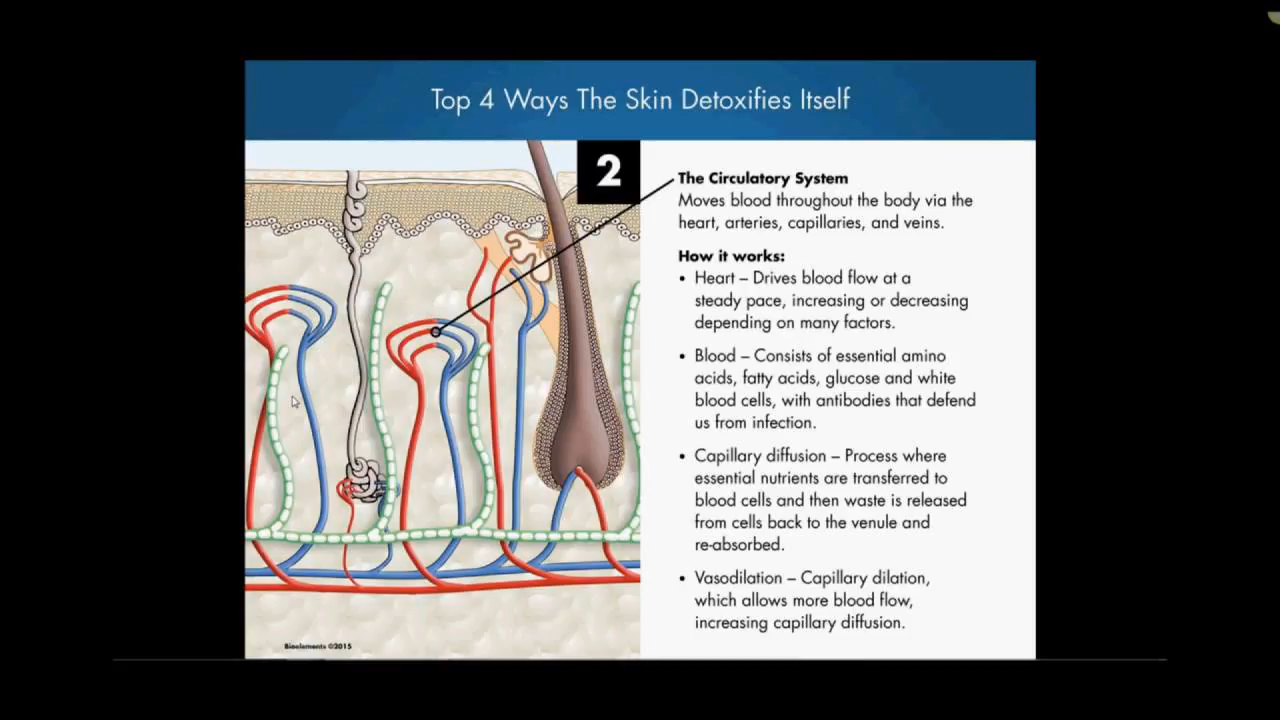 Top 4 Ways The Skin Detoxifies Itself
2
The Circulatory System
Moves blood throughout the body via the
heart, arteries, capillaries, and veins.
How it works:
• Heart – Drives blood flow at a
steady pace, increasing or decreasing
depending on many factors.
• Blood – Consists of essential amino
acids, fatty acids, glucose and white
blood cells, with antibodies that defend
us from infection.
• Capillary diffusion – Process where
essential nutrients are transferred to
blood cells and then waste is released
from cells back to the venule and
re-absorbed.
• Vasodilation – Capillary dilation,
which allows more blood flow,
increasing capillary diffusion.
Bioelements ©2015